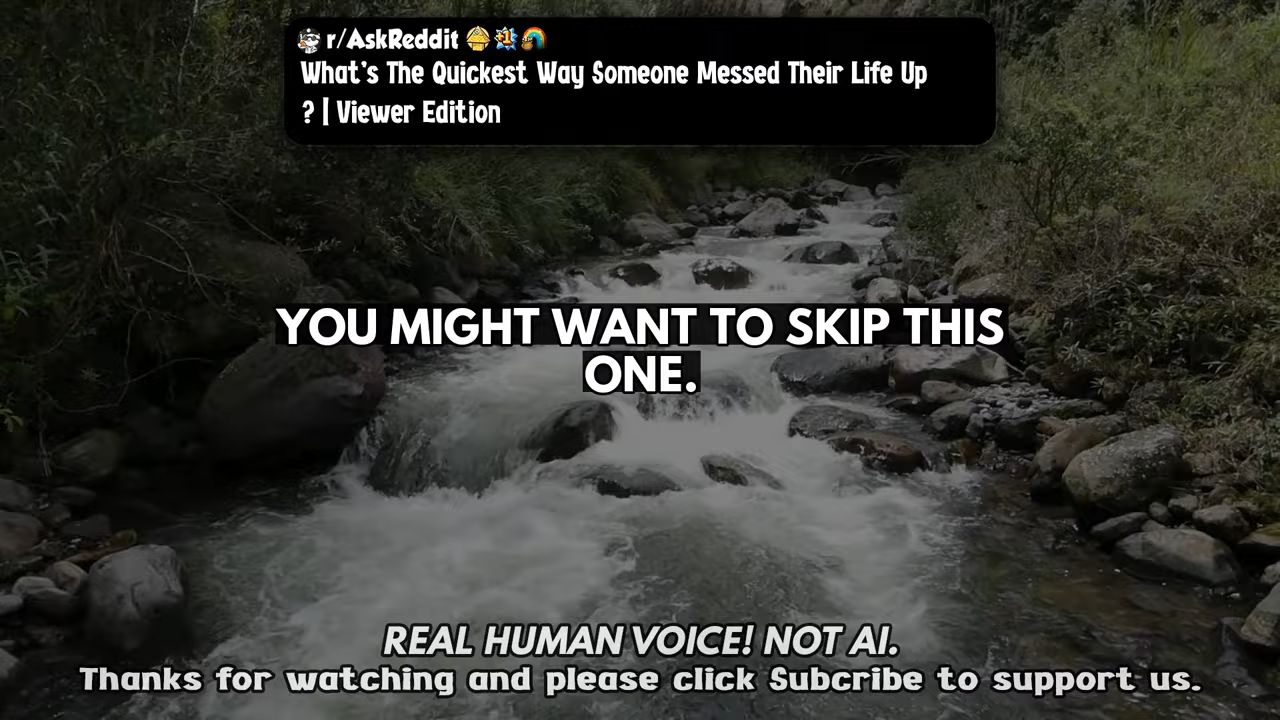 r/AskReddit
What's The Quickest Way Someone Messed Their Life Up
? | Viewer Edition
YOU MIGHT WANT TO SKIP THIS
ONE.
REAL HUMAN VOICE! NOT AI.
Thanks for watching and please click Subcribe to support us.